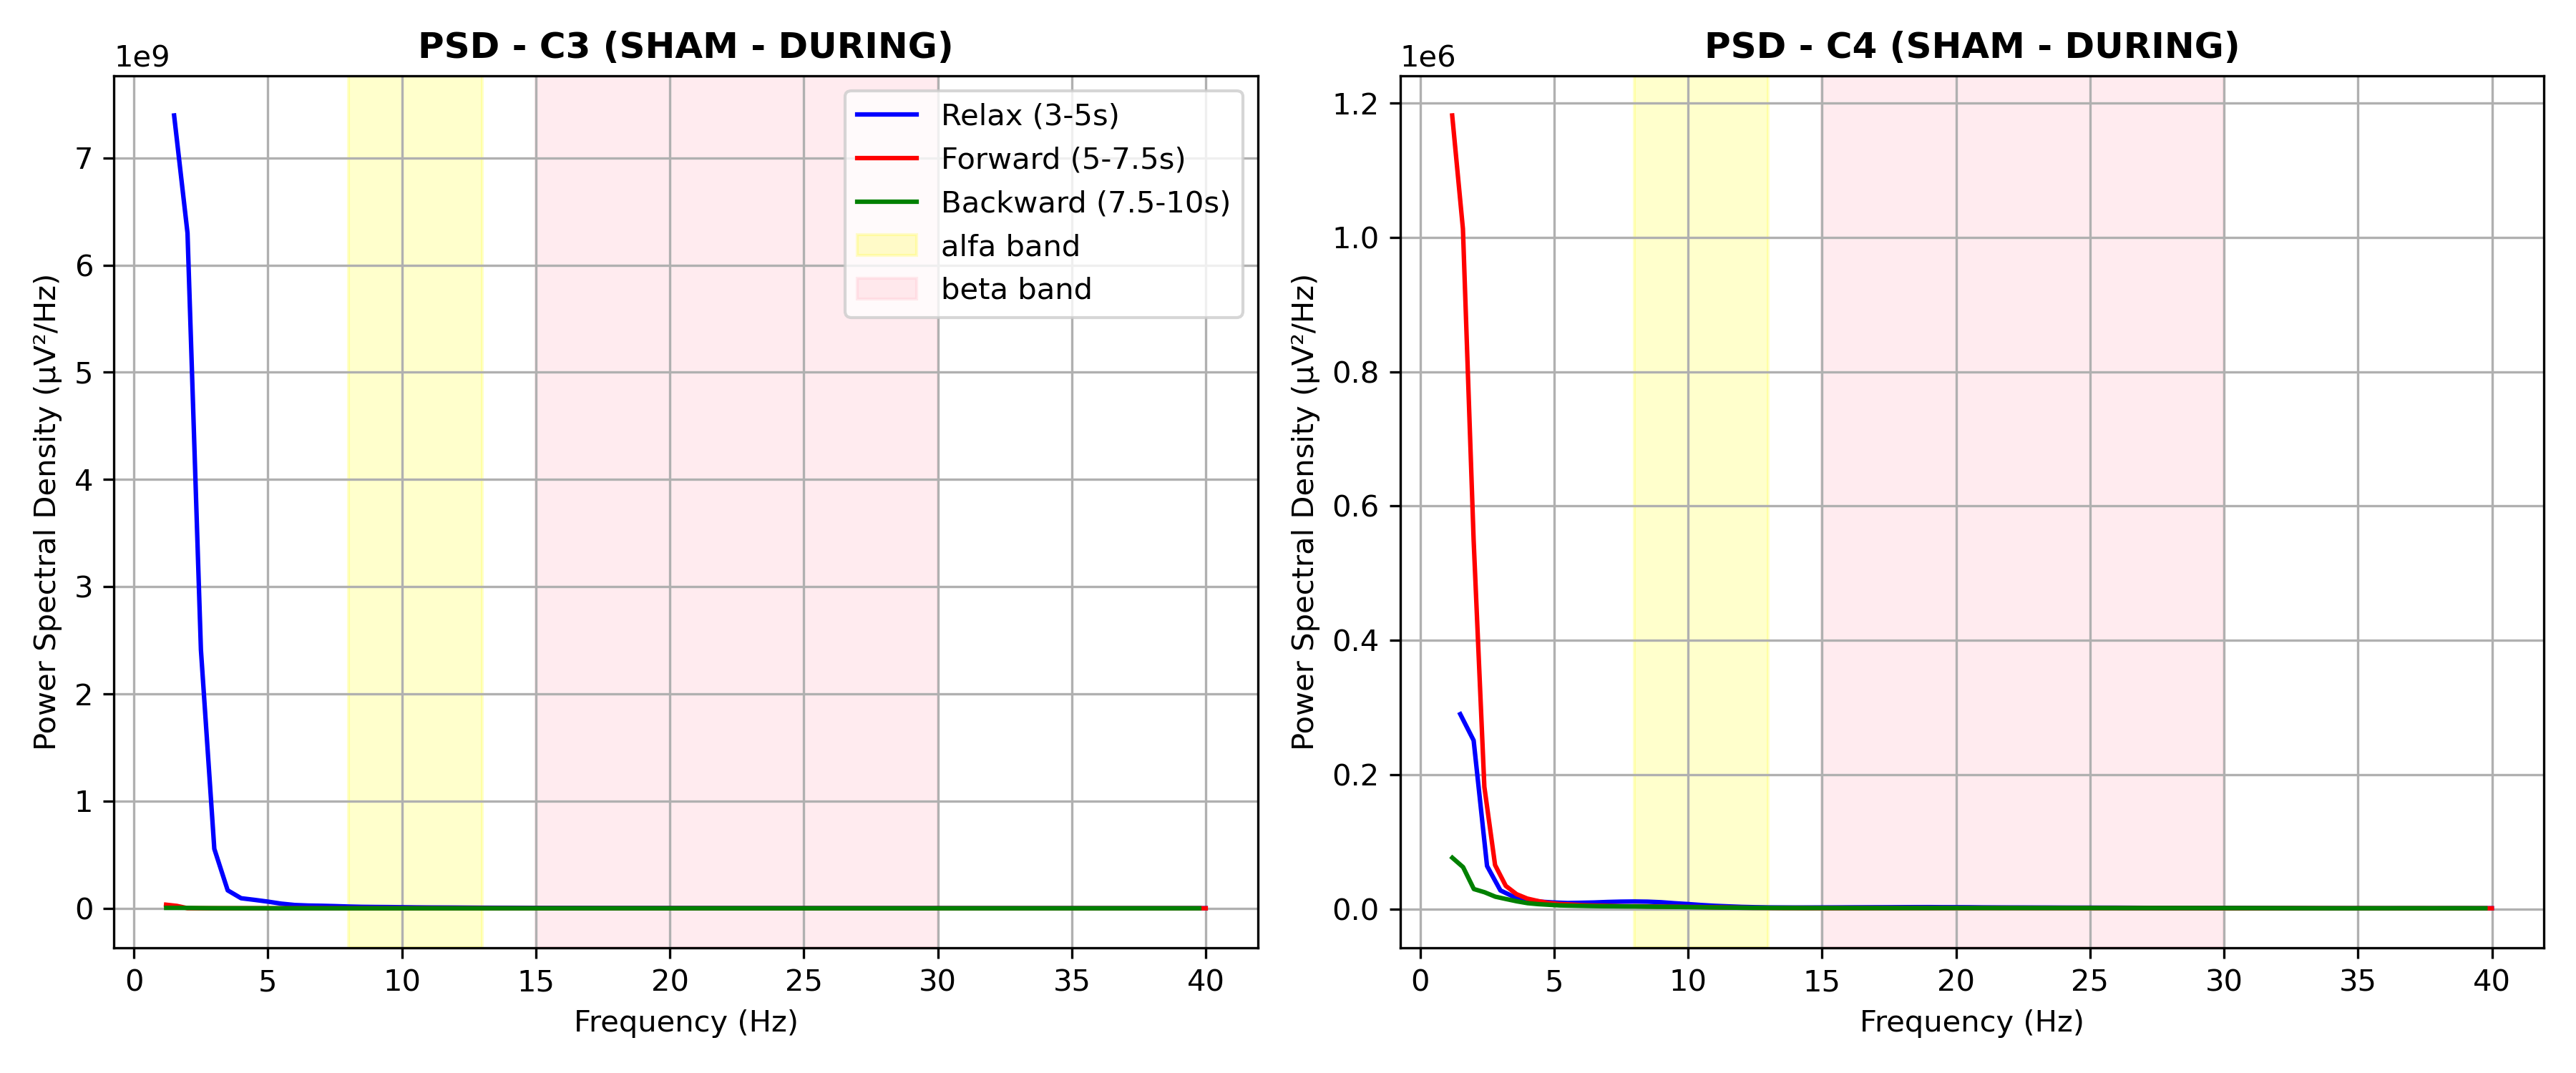 PSD - C3 (SHAM - DURING)
1e9
Power Spectral Density (µV²/Hz)
7
6
5
4
3
2
1
0
0 5 10 15 20 25 30 35 40
Frequency (Hz)
Relax (3-5s)
Forward (5-7.5s)
Backward (7.5-10s)
alfa band
beta band
PSD - C4 (SHAM - DURING)
1e6
Power Spectral Density (µV²/Hz)
1.2
1.0
0.8
0.6
0.4
0.2
0.0
0 5 10 15 20 25 30 35 40
Frequency (Hz)